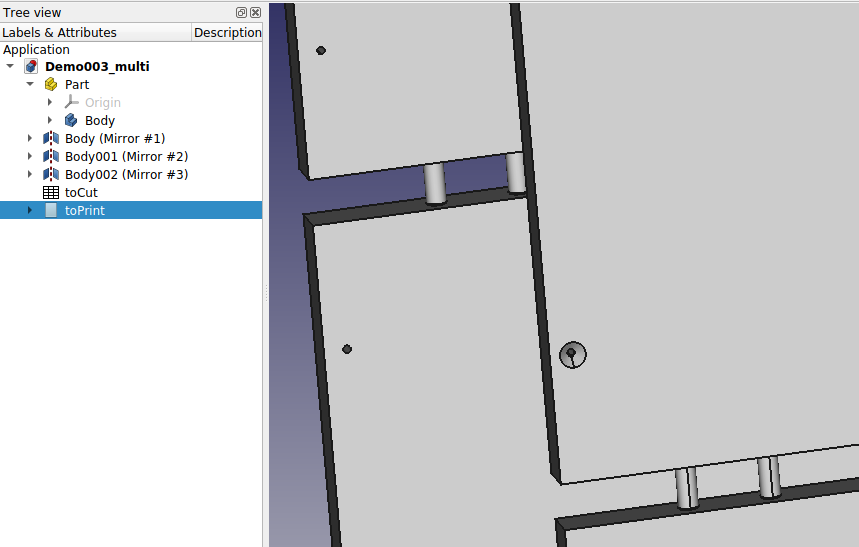 Tree view
Labels & Attributes Description
Application
Demo003_multi
Part
Origin
Body
Body (Mirror #1)
Body001 (Mirror #2)
Body002 (Mirror #3)
toCut
toPrint